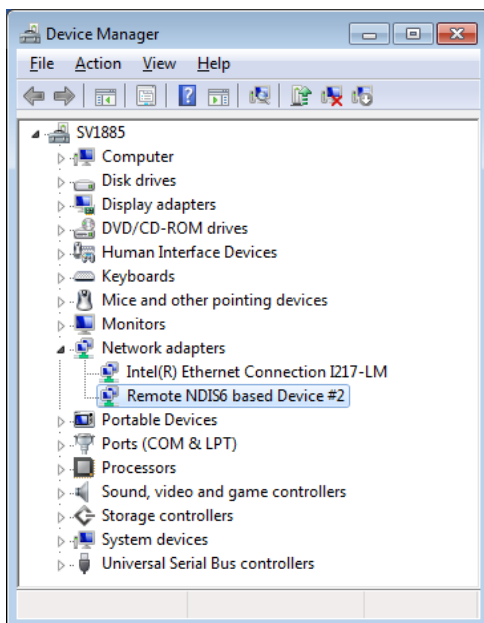 Device Manager
File Action View Help
SV1885
Computer
Disk drives
Display adapters
DVD/CD-ROM drives
Human Interface Devices
Keyboards
Mice and other pointing devices
Monitors
Network adapters
Intel(R) Ethernet Connection I217-LM
Remote NDIS6 based Device #2
Portable Devices
Ports (COM & LPT)
Processors
Sound, video and game controllers
Storage controllers
System devices
Universal Serial Bus controllers